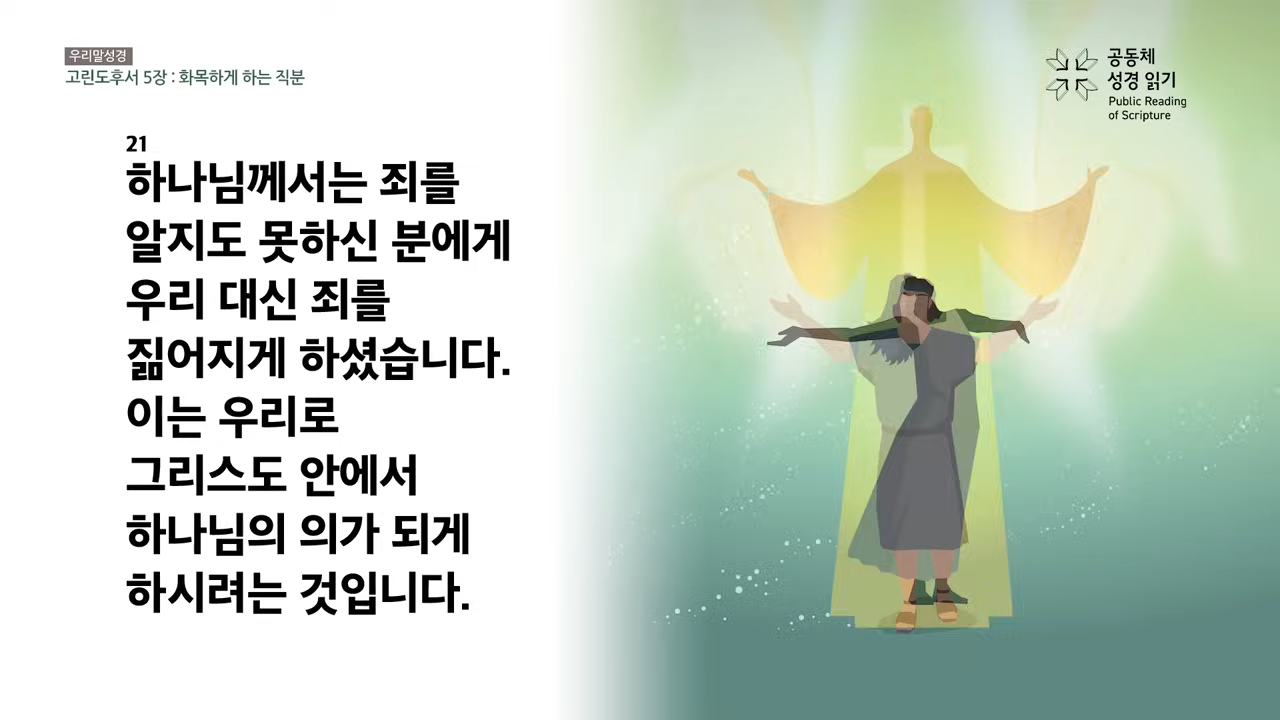 우리말성경
고린도후서 5장 : 화목하게 하는 직분
21
하나님께서는 죄를
알지도 못하신 분에게
우리 대신 죄를
짊어지게 하셨습니다.
이는 우리로
그리스도 안에서
하나님의 의가 되게
하시려는 것입니다.
공동체
성경 읽기
Public Reading
of Scripture